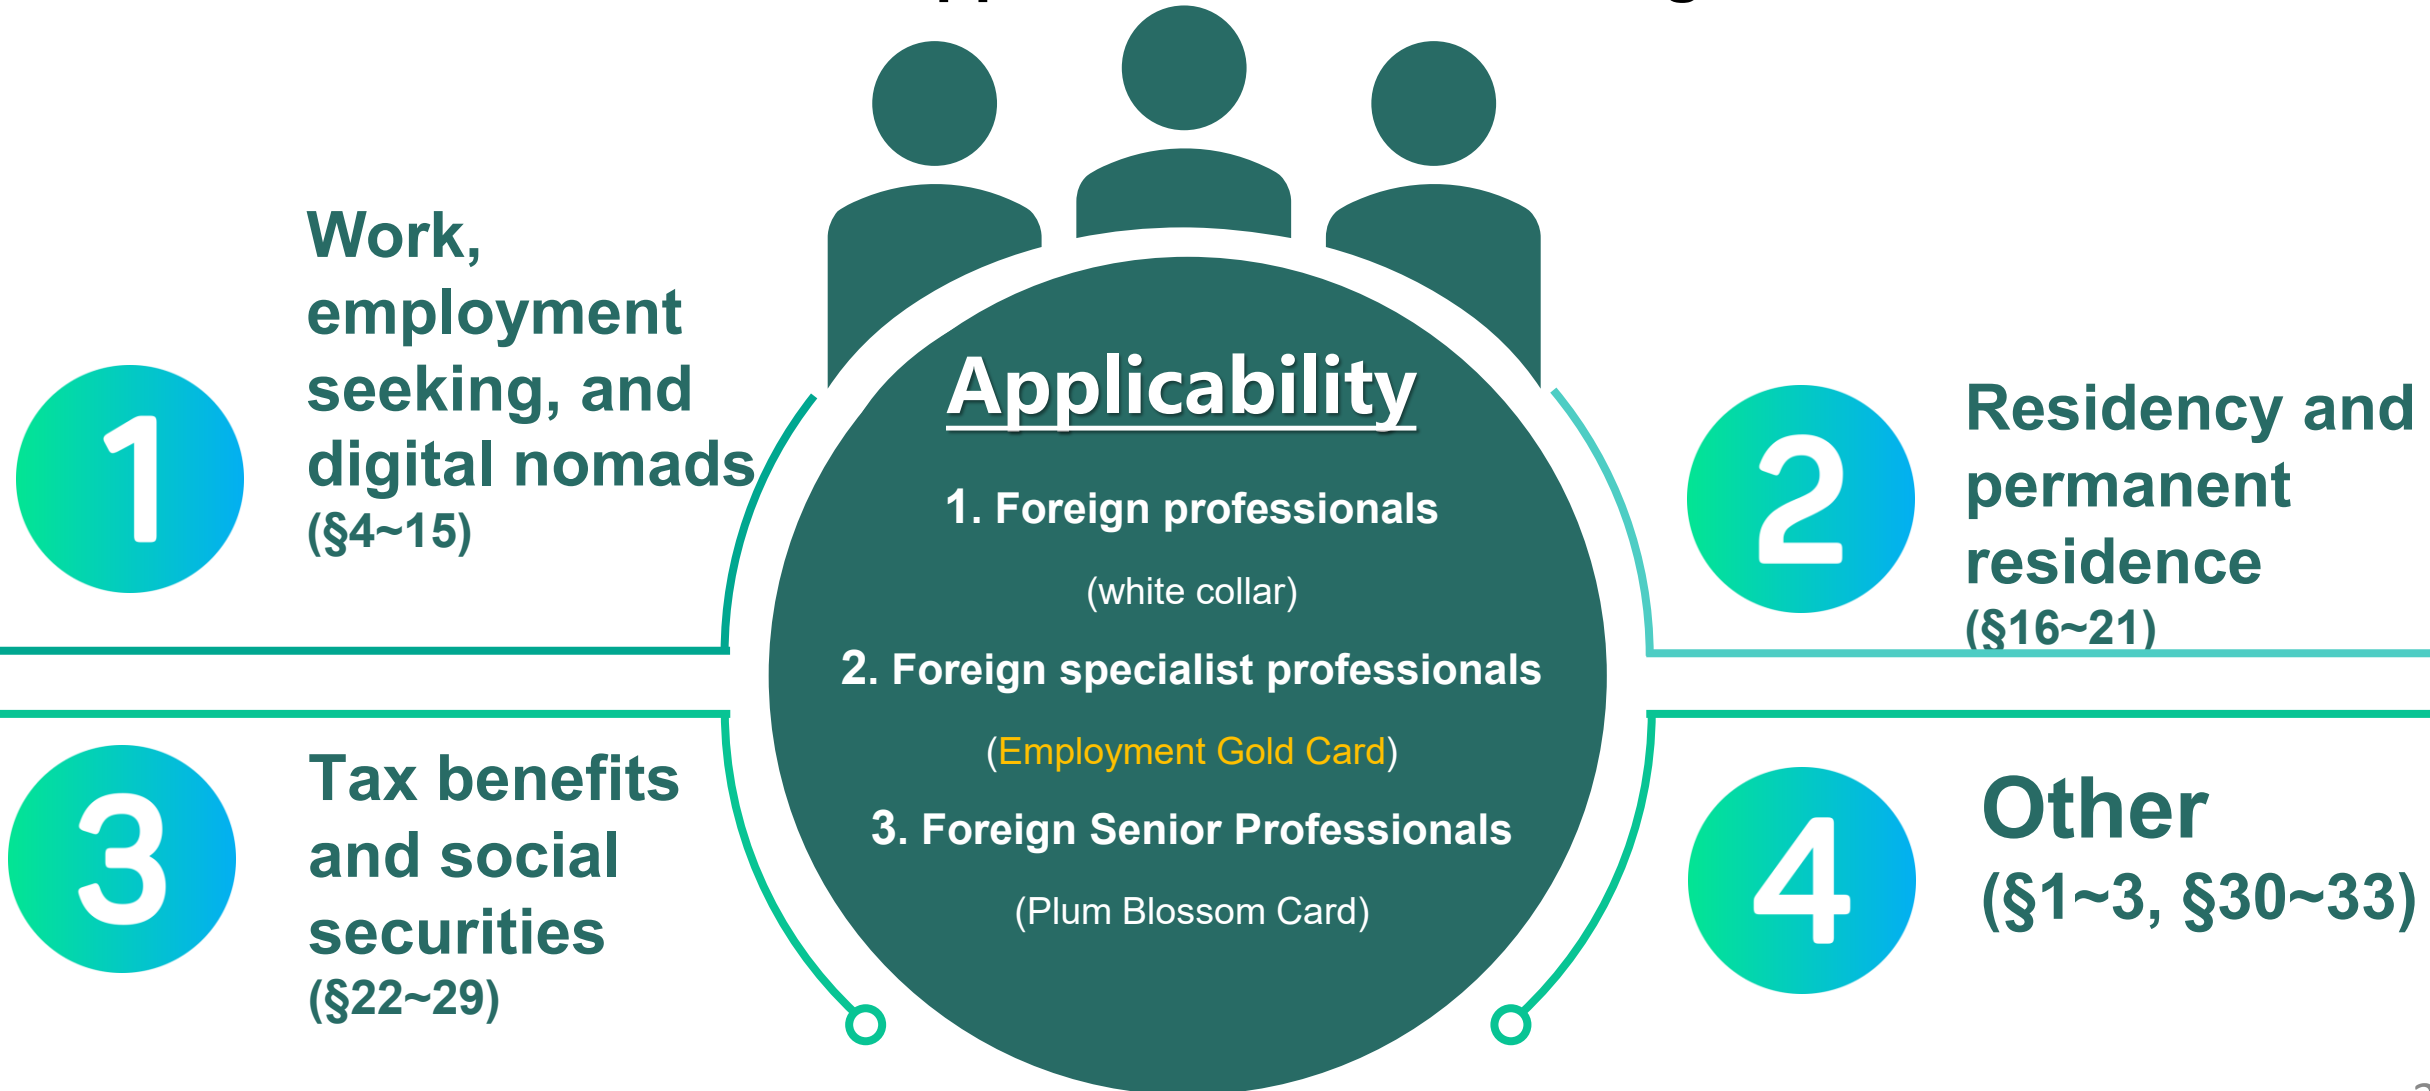 1
Work,
employment
seeking, and
digital nomads
(§4~15)
Applicability
1. Foreign professionals
(white collar)
2. Foreign specialist professionals
(Employment Gold Card)
3. Foreign Senior Professionals
(Plum Blossom Card)
2
Residency and
permanent
residence
(§16~21)
3
Tax benefits
and social
securities
(§22~29)
4
Other
(§1~3, §30~33)